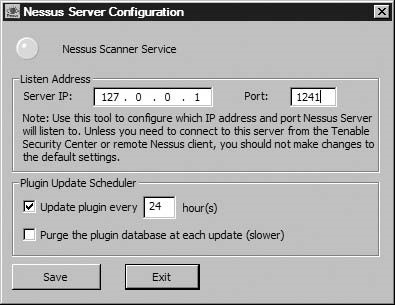 Nessus Server Configuration
Nessus Scanner Service
Listen Address
Server IP: 127 . 0 . 0 . 1 Port: 1241
Note: Use this tool to configure which IP address and port Nessus Server
will listen to. Unless you need to connect to this server from the Tenable
Security Center or remote Nessus client, you should not make changes to
the default settings.
Plugin Update Scheduler
Update plugin every 24 hour(s)
Purge the plugin database at each update (slower)
Save Exit